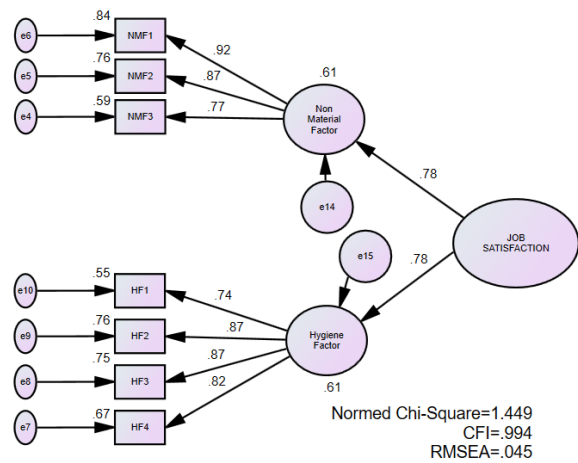 .84
e6
NMF1
.92
.76
e5
NMF2
.87
.61
.59
e4
NMF3
.77
Non
Material
Factor
.78
e14
JOB
SATISFACTION
e15
.78
.55
e10
HF1
.74
.76
e9
HF2
.87
Hygiene
Factor
.75
e8
HF3
.87
.82
.61
.67
e7
HF4
Normed Chi-Square=1.449
CFI=.994
RMSEA=.045